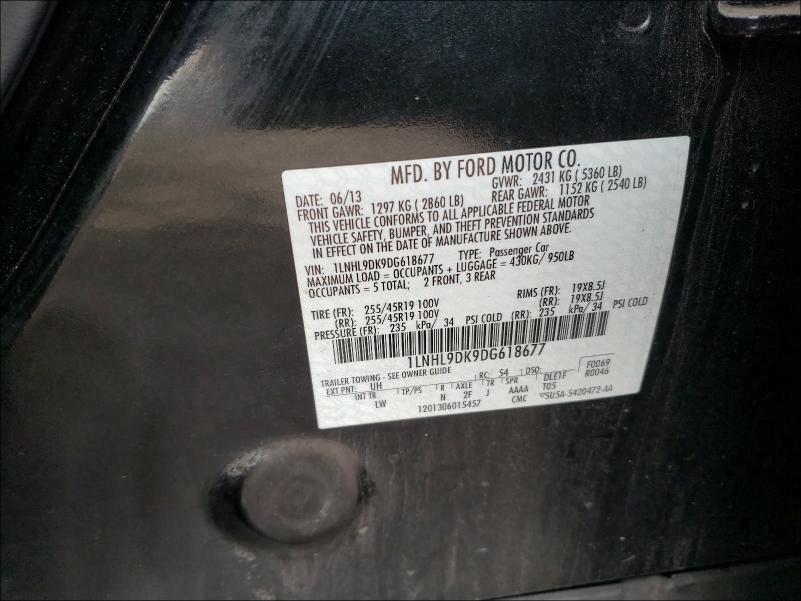 MFD. BY FORD MOTOR CO.
DATE: 06/13 GVWR: 2431 KG ( 5360 LB)
FRONT GAWR: 1297 KG ( 2860 LB) REAR GAWR: 1152 KG ( 2540 LB)
THIS VEHICLE CONFORMS TO ALL APPLICABLE FEDERAL MOTOR
VEHICLE SAFETY, BUMPER, AND THEFT PREVENTION STANDARDS
IN EFFECT ON THE DATE OF MANUFACTURE SHOWN ABOVE.
VIN: 1LNHL9DK9DG618677 TYPE: Passenger Car
MAXIMUM LOAD = OCCUPANTS + LUGGAGE = 430KG/ 950LB
OCCUPANTS = 5 TOTAL; 2 FRONT, 3 REAR
TIRE (FR): 255/45R19 100V RIMS (FR): 19X8.5J
(RR): 255/45R19 100V (RR): 19X8.5J
PRESSURE (FR): 235 kPa/ 34 PSI COLD (RR): 235 kPa/ 34 PSI COLD
1LNHL9DK9DG618677
TRAILER TOWING - SEE OWNER GUIDE F0069
EXT PNT: UH RC: 54 DSO: R0046
INT TR TP/PS R AXLE TR SPR DLETF
LW N 2F J AAAA T05
1201306015457 CMC 5U5A-5420472-AA